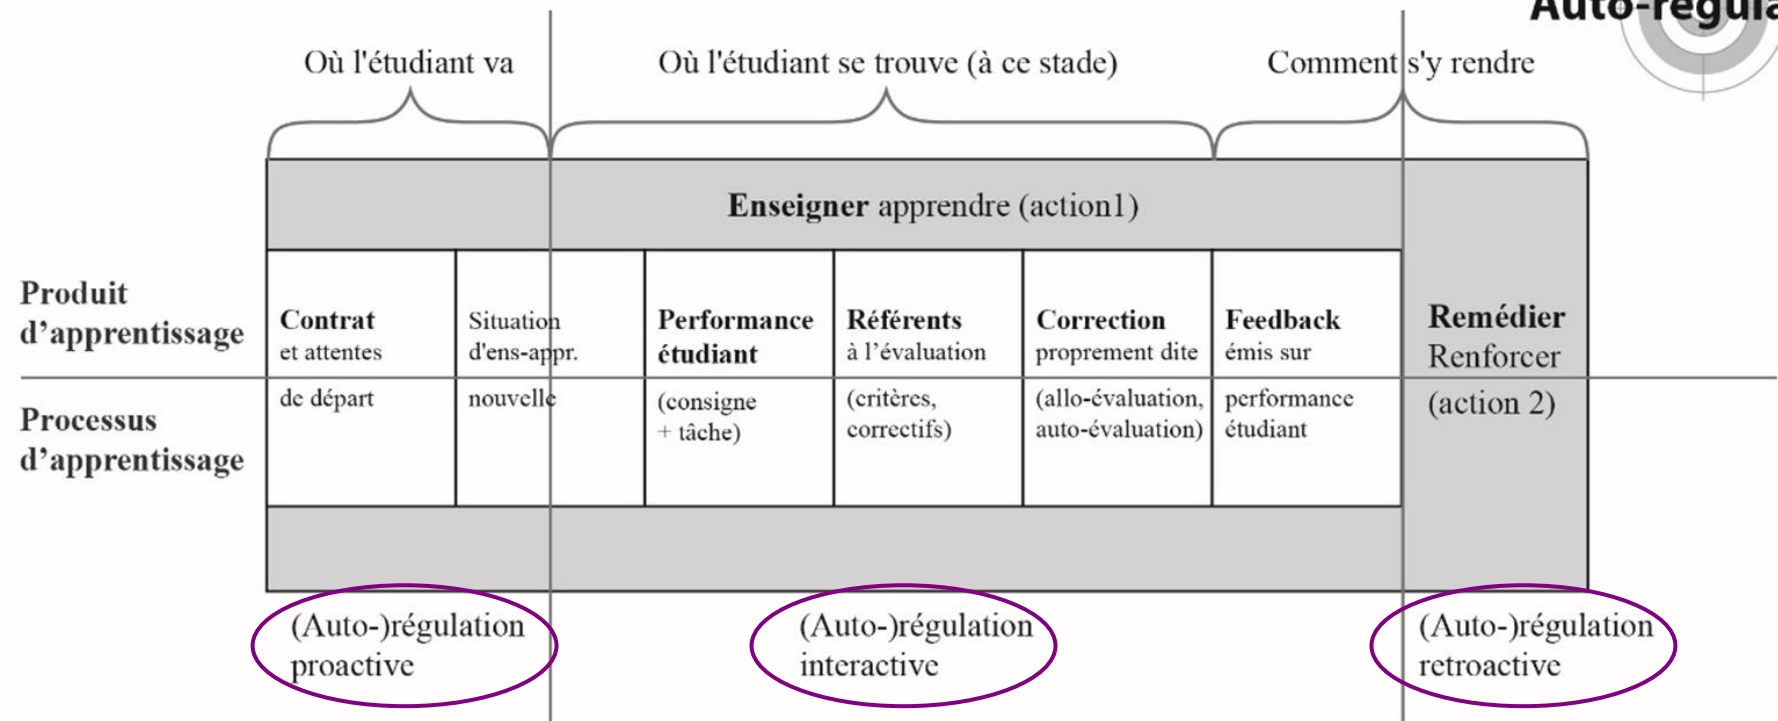 Auto-régula
Où l'étudiant va
Où l'étudiant se trouve (à ce stade)
Comment s'y rendre
Enseigner apprendre (action1)
Produit
d’apprentissage
Processus
d’apprentissage
Contrat
et attentes
de départ
Situation
d'ens-appr.
nouvelle
Performance
étudiant
(consigne
+ tâche)
Référents
à l’évaluation
(critères,
correctifs)
Correction
proprement dite
(allo-évaluation,
auto-évaluation)
Feedback
émis sur
performance
étudiant
Remédier
Renforcer
(action 2)
(Auto-)régulation
proactive
(Auto-)régulation
interactive
(Auto-)régulation
retroactive